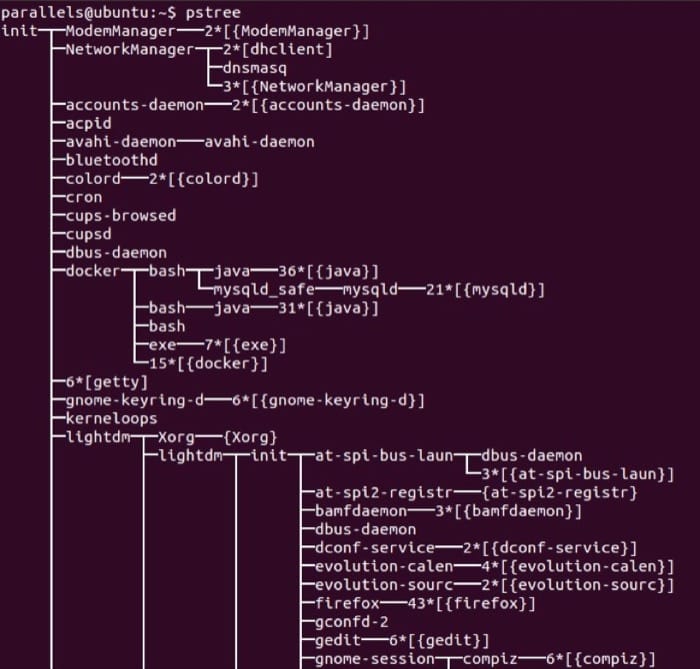 parallels@ubuntu:~$ pstree
init─┬─ModemManager───2*[{ModemManager}]
     ├─NetworkManager─┬─2*[dhclient]
     │                ├─dnsmasq
     │                └─3*[{NetworkManager}]
     ├─accounts-daemon───2*[{accounts-daemon}]
     ├─acpid
     ├─avahi-daemon───avahi-daemon
     ├─bluetoothd
     ├─colord───2*[{colord}]
     ├─cron
     ├─cups-browsed
     ├─cupsd
     ├─dbus-daemon
     ├─docker─┬─bash─┬─java───36*[{java}]
     │        │      └─mysqld_safe───mysqld───21*[{mysqld}]
     │        ├─bash───java───31*[{java}]
     │        ├─bash
     │        ├─exe───7*[{exe}]
     │        └─15*[{docker}]
     ├─6*[getty]
     ├─gnome-keyring-d───6*[{gnome-keyring-d}]
     ├─kerneloops
     ├─lightdm─┬─Xorg───{Xorg}
     │         ├─lightdm─┬─init─┬─at-spi-bus-laun─┬─dbus-daemon
     │         │         │      │                 └─3*[{at-spi-bus-laun}]
     │         │         │      ├─at-spi2-registr───{at-spi2-registr}
     │         │         │      ├─bamfdaemon───3*[{bamfdaemon}]
     │         │         │      ├─dbus-daemon
     │         │         │      ├─dconf-service───2*[{dconf-service}]
     │         │         │      ├─evolution-calen───4*[{evolution-calen}]
     │         │         │      ├─evolution-sourc───2*[{evolution-sourc}]
     │         │         │      ├─firefox───43*[{firefox}]
     │         │         │      ├─gconfd-2
     │         │         │      ├─gedit───6*[{gedit}]
     │         │         │      ├─gnome-session─┬─compiz───6*[{compiz}]